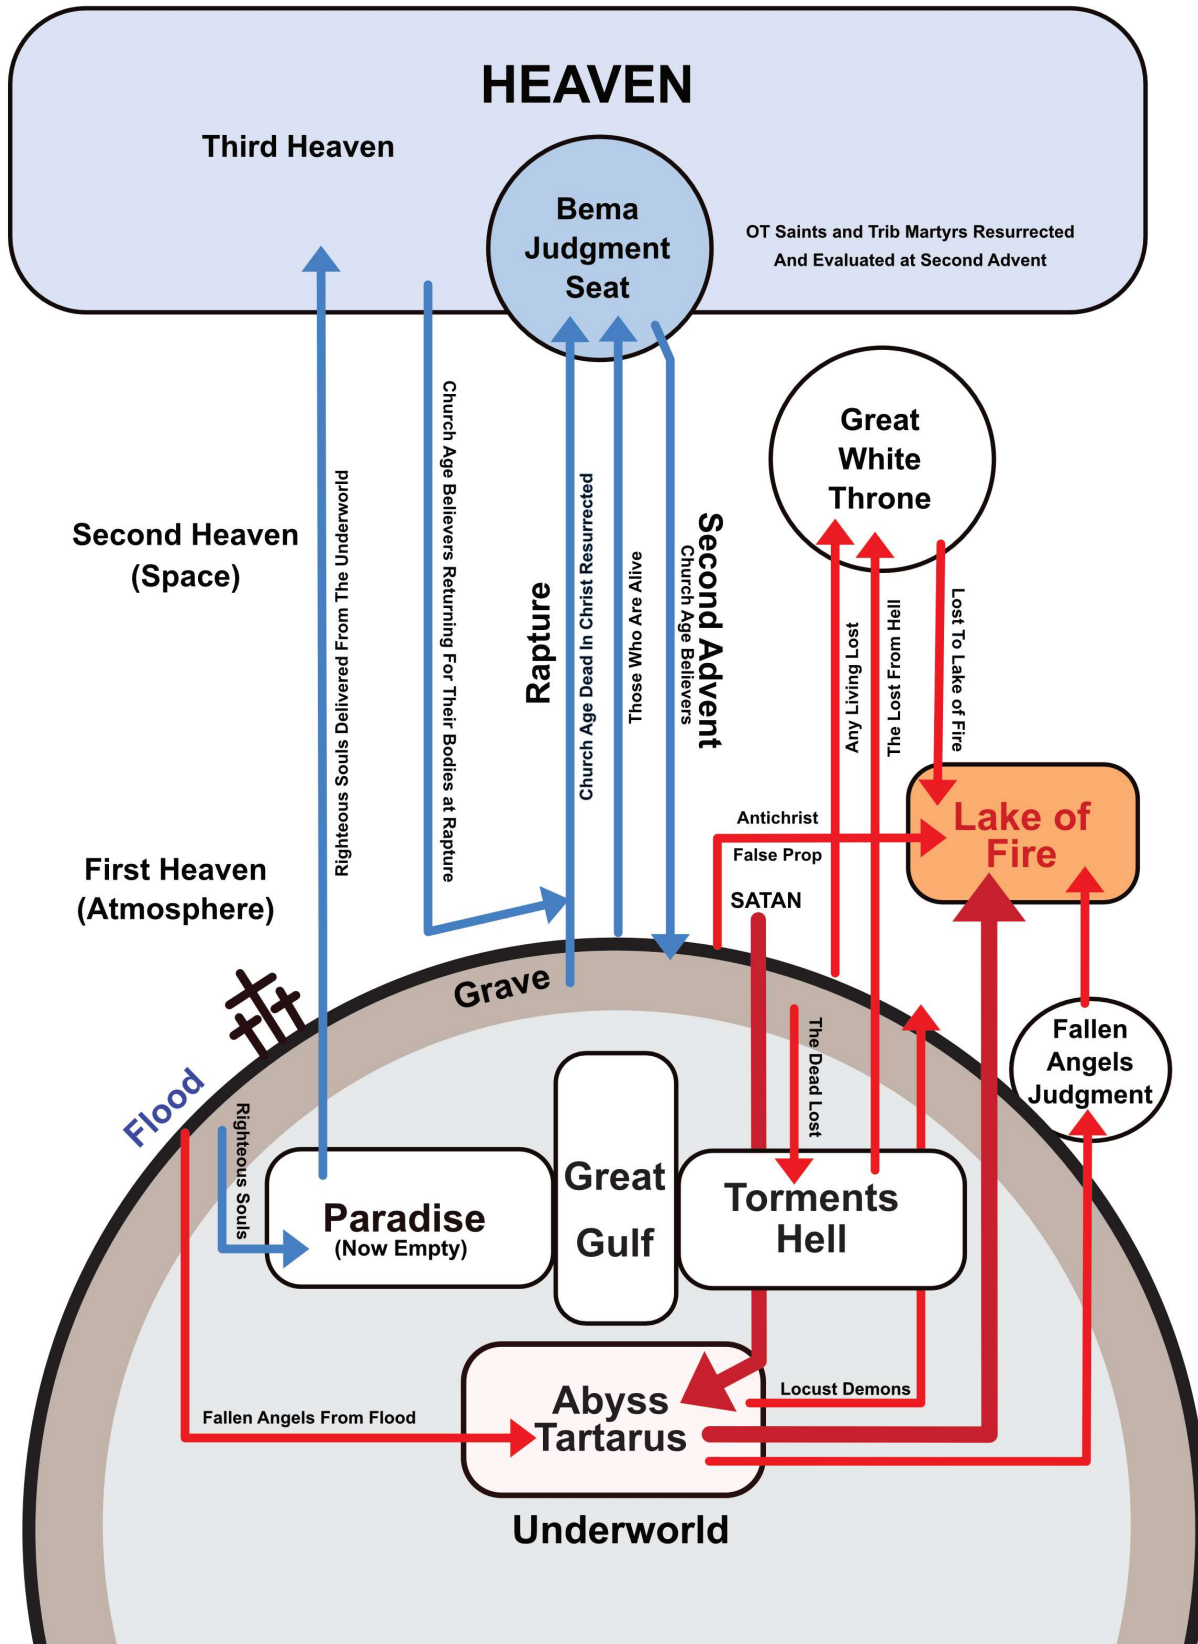 HEAVEN
Third Heaven
Bema
Judgment
Seat
OT Saints and Trib Martyrs Resurrected
And Evaluated at Second Advent
Great
White
Throne
Second Heaven
(Space)
Righteous Souls Delivered From The Underworld
Church Age Believers Returning For Their Bodies at Rapture
Rapture
Church Age Dead In Christ Resurrected
Those Who Are Alive
Second Advent
Church Age Believers
Any Living Lost
The Lost From Hell
Lost To Lake of Fire
Lake of
Fire
Antichrist
False Prop
SATAN
First Heaven
(Atmosphere)
Grave
Flood
Righteous Souls
The Dead Lost
Fallen
Angels
Judgment
Paradise
(Now Empty)
Great
Gulf
Torments
Hell
Abyss
Tartarus
Locust Demons
Fallen Angels From Flood
Underworld